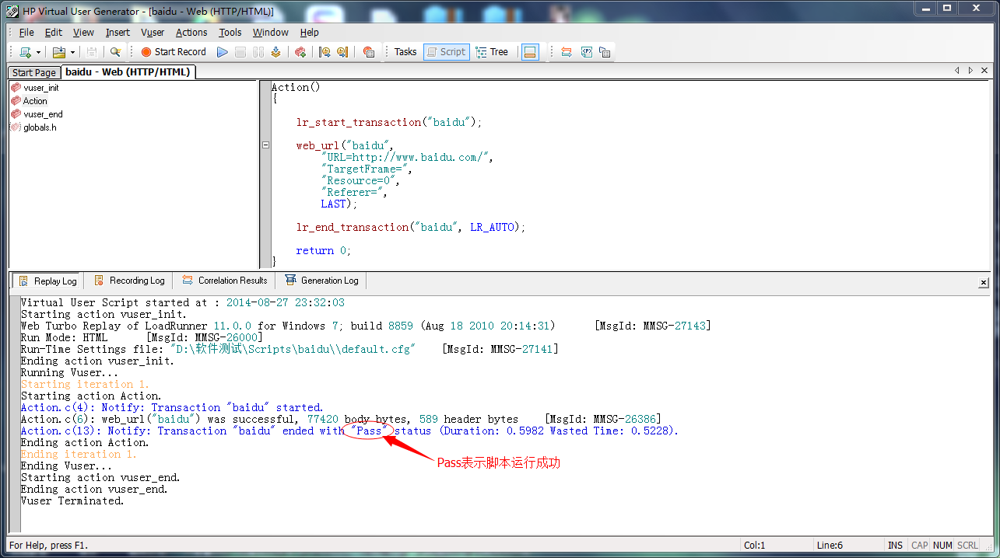 HP Virtual User Generator - [baidu - Web (HTTP/HTML)]
File Edit View Insert Vuser Actions Tools Window Help
Start Record Tasks Script Tree
Start Page baidu - Web (HTTP/HTML)
vuser_init
Action
vuser_end
globals.h
Action()
{
lr_start_transaction("baidu");
web_url("baidu",
"URL=http://www.baidu.com/",
"TargetFrame=",
"Resource=0",
"Referer=",
LAST);
lr_end_transaction("baidu", LR_AUTO);
return 0;
}
Replay Log Recording Log Correlation Results Generation Log
Virtual User Script started at : 2014-08-27 23:32:03
Starting action vuser_init.
Web Turbo Replay of LoadRunner 11.0.0 for Windows 7; build 8859 (Aug 18 2010 20:14:31) [MsgId: MMSG-27143]
Run Mode: HTML [MsgId: MMSG-26000]
Run-Time Settings file: "D:\软件测试\Scripts\baidu\\default.cfg" [MsgId: MMSG-27141]
Ending action vuser_init.
Running Vuser...
Starting iteration 1.
Starting action Action.
Action.c(4): Notify: Transaction "baidu" started.
Action.c(6): web_url("baidu") was successful, 77420 body bytes, 589 header bytes [MsgId: MMSG-26386]
Action.c(13): Notify: Transaction "baidu" ended with "Pass" status (Duration: 0.5982 Wasted Time: 0.5228).
Ending action Action.
Ending iteration 1.
Ending Vuser...
Pass表示脚本运行成功
Starting action vuser_end.
Ending action vuser_end.
Vuser Terminated.
For Help, press F1. Col:1 Line:6 INS CAP NUM SCRL